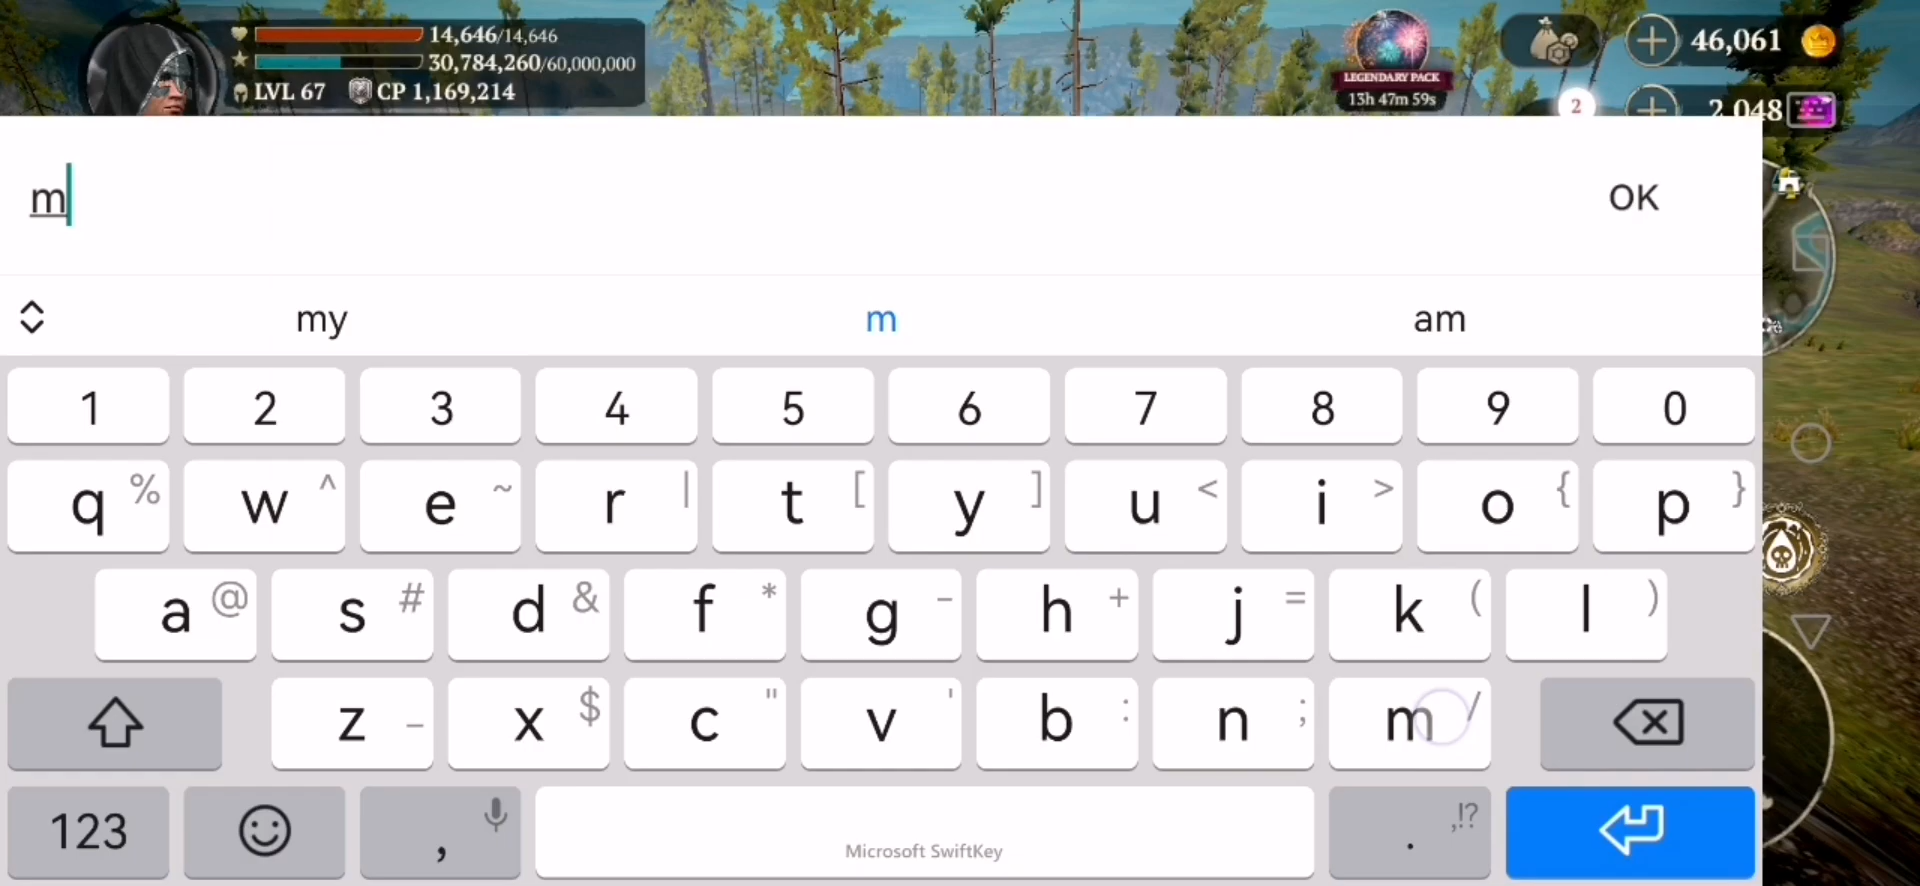 14,646/14,646
46,061
30,784,260/60,000,000
LVL 67 CP 1,169,214
LEGENDARY PACK
13h 47m 59s
2
2,048
m
OK
my m am
1 2 3 4 5 6 7 8 9 0
q % w ^ e ~ r | t [ y ] u < i > o { p }
a @ s # d & f * g - h + j = k ( l )
z _ x $ c " v ' b : n ; m /
123 , . ,!?
Microsoft SwiftKey